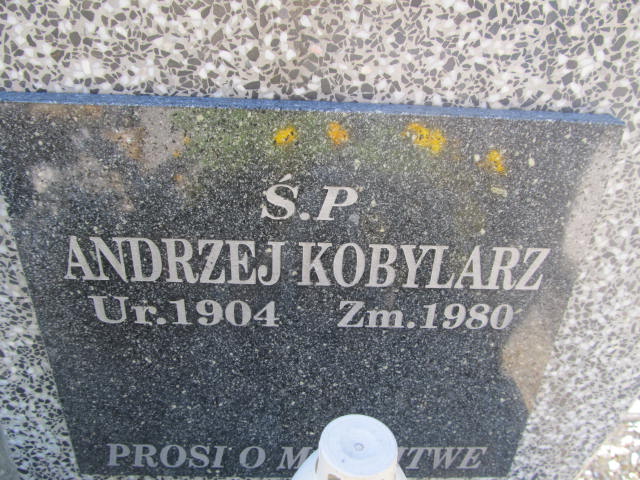 Ś.P
ANDRZEJ KOBYLARZ
Ur.1904 Zm.1980
PROSI O